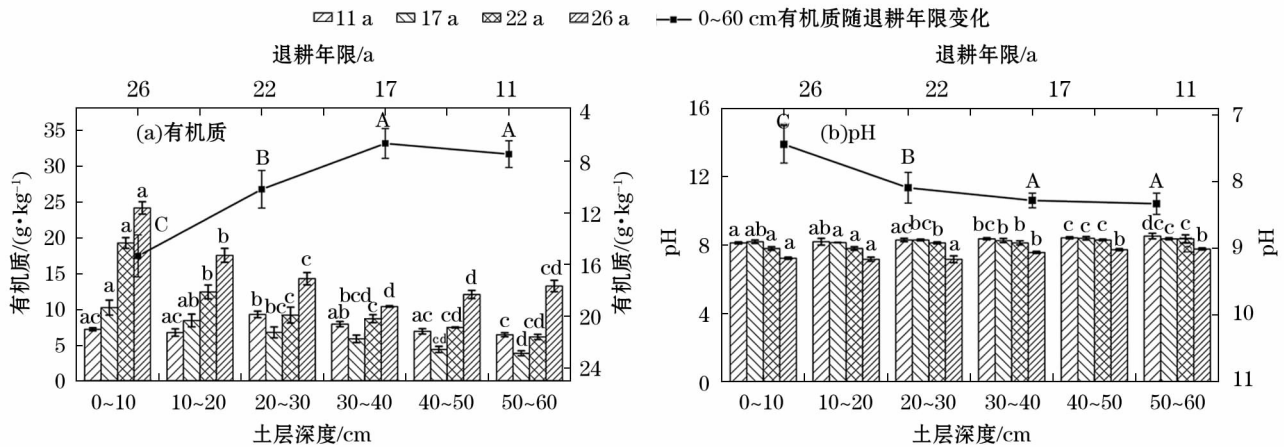 11 a 17 a 22 a 26 a 0~60 cm有机质随退耕年限变化
退耕年限/a
26 22 17 11
(a)有机质
有机质/(g·kg⁻¹)
35
30
25
20
15
10
5
0
4
8
12
16
20
24
有机质/(g·kg⁻¹)
C B A A
ac a a a
ac ab b b
b bc c c
ab bcd c d
a cd cd d
c d cd cd
0~10 10~20 20~30 30~40 40~50 50~60
土层深度/cm
退耕年限/a
26 22 17 11
(b)pH
pH
16
12
8
4
0
7
8
9
10
11
pH
C B A A
a ab a a
ab a a a
ac bc b a
bc b b b
c c c b
dc c c b
0~10 10~20 20~30 30~40 40~50 50~60
土层深度/cm